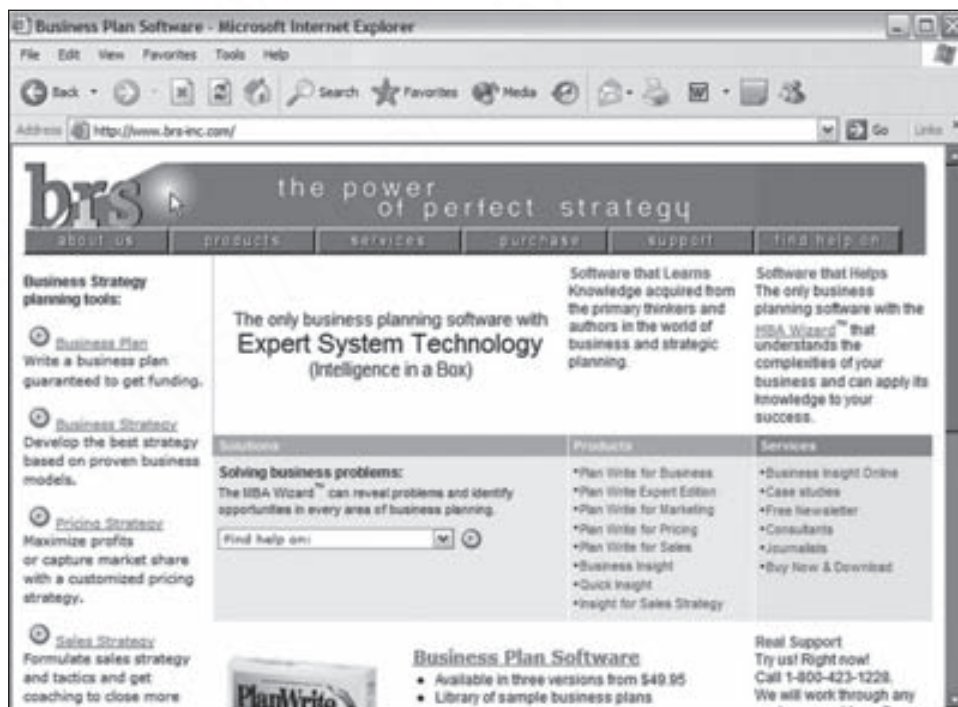 Business Plan Software - Microsoft Internet Explorer
File Edit View Favorites Tools Help
Back Search Favorites Media
Address http://www.brs-inc.com/ Go Links
brs
the power
of perfect strategy
about us products services purchase support find help on
Business Strategy
planning tools:
Business Plan
Write a business plan
guaranteed to get funding.
Business Strategy
Develop the best strategy
based on proven business
models.
Pricing Strategy
Maximize profits
or capture market share
with a customized pricing
strategy.
Sales Strategy
Formulate sales strategy
and tactics and get
coaching to close more
The only business planning software with
Expert System Technology
(Intelligence in a Box)
Software that Learns
Knowledge acquired from
the primary thinkers and
authors in the world of
business and strategic
planning.
Software that Helps
The only business
planning software with the
MBA Wizard™ that
understands the
complexities of your
business and can apply its
knowledge to your
success.
Solutions
Solving business problems:
The MBA Wizard™ can reveal problems and identify
opportunities in every area of business planning.
Find help on:
Products
•Plan Write for Business
•Plan Write Expert Edition
•Plan Write for Marketing
•Plan Write for Pricing
•Plan Write for Sales
•Business Insight
•Quick Insight
•Insight for Sales Strategy
Services
•Business Insight Online
•Case studies
•Free Newsletter
•Consultants
•Journalists
•Buy Now & Download
PlanWrite
Business Plan Software
• Available in three versions from $49.95
• Library of sample business plans
Real Support
Try us! Right now!
Call 1-800-423-1228.
We will work through any